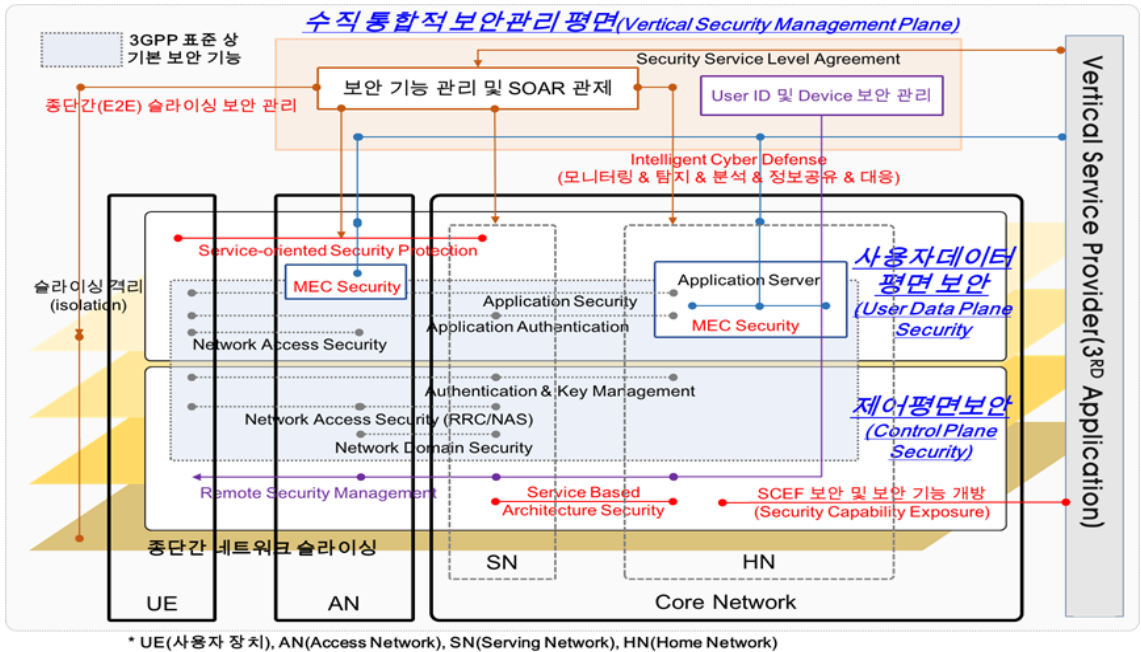 수직 통합적 보안관리 평면(Vertical Security Management Plane)
3GPP 표준 상
기본 보안 기능
Security Service Level Agreement
보안 기능 관리 및 SOAR 관제
User ID 및 Device 보안 관리
종단간(E2E) 슬라이싱 보안 관리
Intelligent Cyber Defense
(모니터링 & 탐지 & 분석 & 정보공유 & 대응)
Vertical Service Provider(3RD Application)
Service-oriented Security Protection
사용자데이터
평면 보안
(User Data Plane
Security
슬라이싱 격리
(isolation)
MEC Security
Application Server
MEC Security
Application Security
Application Authentication
Network Access Security
Authentication & Key Management
제어평면보안
(Control Plane
Security)
Network Access Security (RRC/NAS)
Network Domain Security
Remote Security Management
Service Based
Architecture Security
SCEF 보안 및 보안 기능 개방
(Security Capability Exposure)
종단간 네트워크 슬라이싱
SN
HN
UE
AN
Core Network
* UE(사용자 장치), AN(Access Network), SN(Serving Network), HN(Home Network)